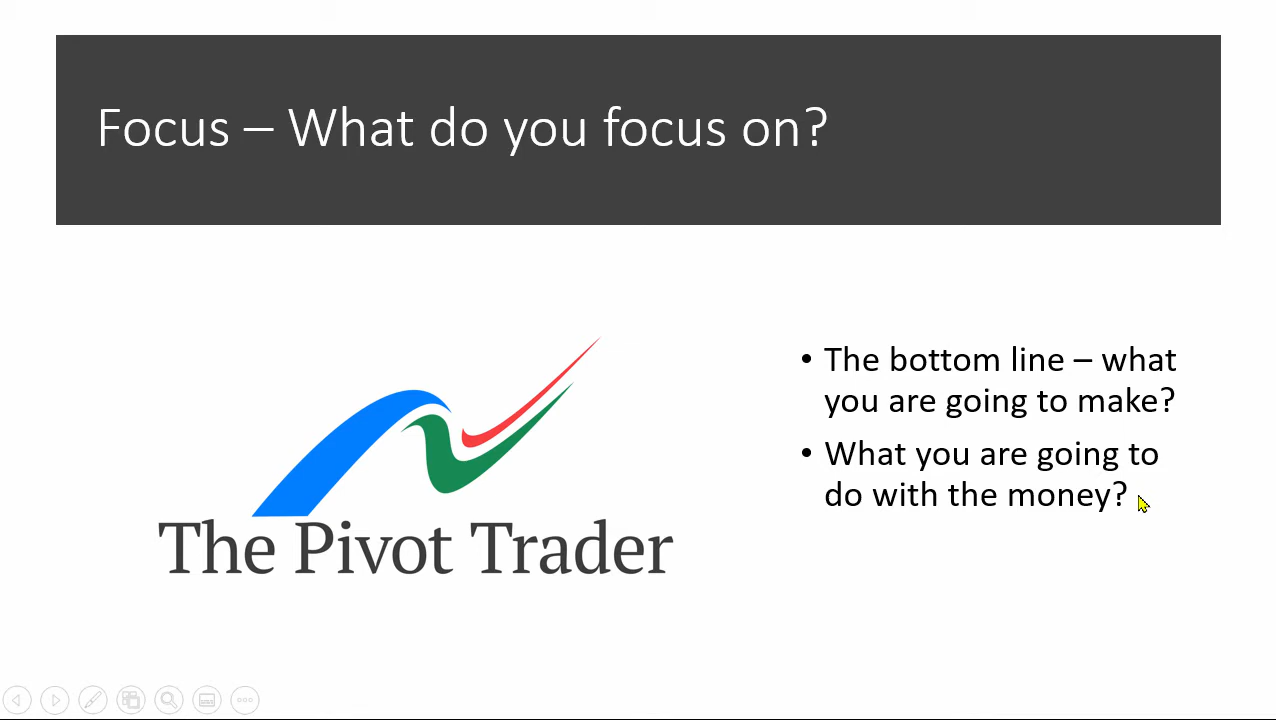 Focus – What do you focus on?
The Pivot Trader
• The bottom line – what
you are going to make?
• What you are going to
do with the money?